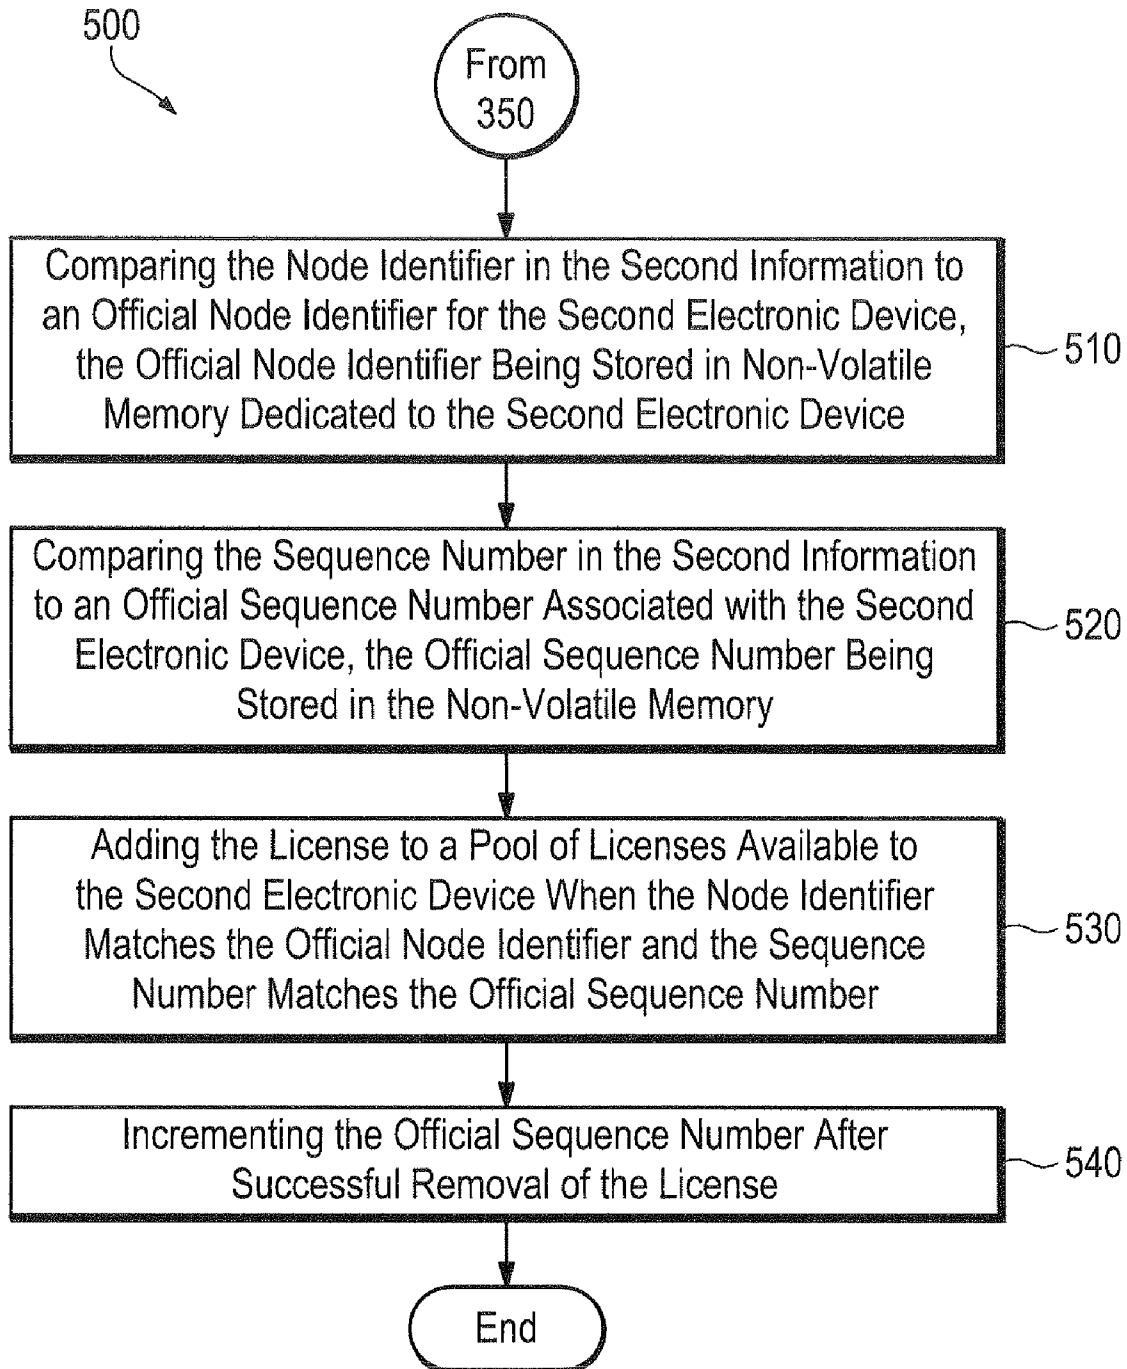 500
From
350
Comparing the Node Identifier in the Second Information to
an Official Node Identifier for the Second Electronic Device,
the Official Node Identifier Being Stored in Non-Volatile
Memory Dedicated to the Second Electronic Device
510
Comparing the Sequence Number in the Second Information
to an Official Sequence Number Associated with the Second
Electronic Device, the Official Sequence Number Being
Stored in the Non-Volatile Memory
520
Adding the License to a Pool of Licenses Available to
the Second Electronic Device When the Node Identifier
Matches the Official Node Identifier and the Sequence
Number Matches the Official Sequence Number
530
Incrementing the Official Sequence Number After
Successful Removal of the License
540
End